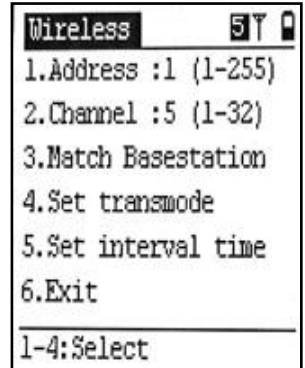 Wireless 5
1.Address :1 (1-255)
2.Channel :5 (1-32)
3.Match Basestation
4.Set transmode
5.Set interval time
6.Exit
1-4:Select